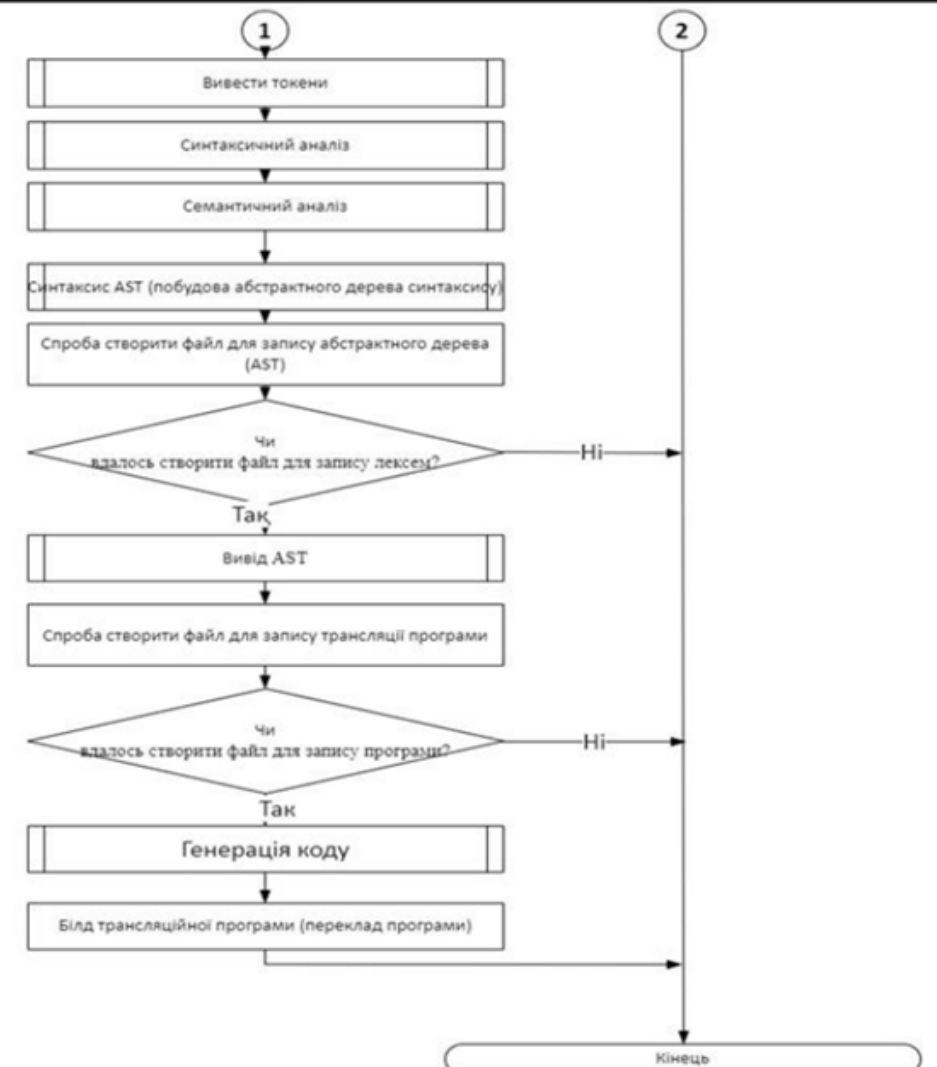 1
2
Вивести токени
Синтаксичний аналіз
Семантичний аналіз
Синтаксис AST (побудова абстрактного дерева синтаксису)
Спроба створити файл для запису абстрактного дерева
(AST)
Чи
вдалось створити файл для запису лексем?
Ні
Так
Вивід AST
Спроба створити файл для запису трансляції програми
Чи
вдалось створити файл для запису програми?
Ні
Так
Генерація коду
Білд трансляційної програми (переклад програми)
Кінець